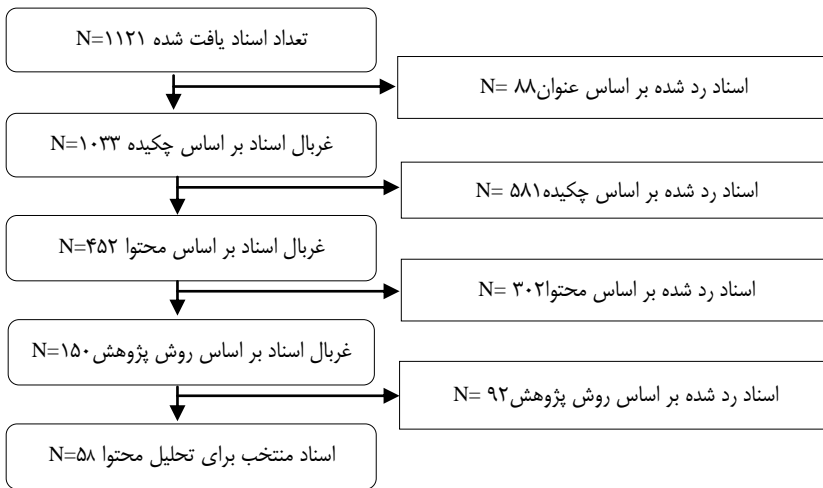 تعداد اسناد یافت شده N=۱۱۲۱
اسناد رد شده بر اساس عنوان۸۸ =N
غربال اسناد بر اساس چکیده N=۱۰۳۳
اسناد رد شده بر اساس چکیده۵۸۱ =N
غربال اسناد بر اساس محتوا N=۴۵۲
اسناد رد شده بر اساس محتوا۳۰۲ =N
غربال اسناد بر اساس روش پژوهش N=۱۵۰
اسناد رد شده بر اساس روش پژوهش۹۲ =N
اسناد منتخب برای تحلیل محتوا N=۵۸